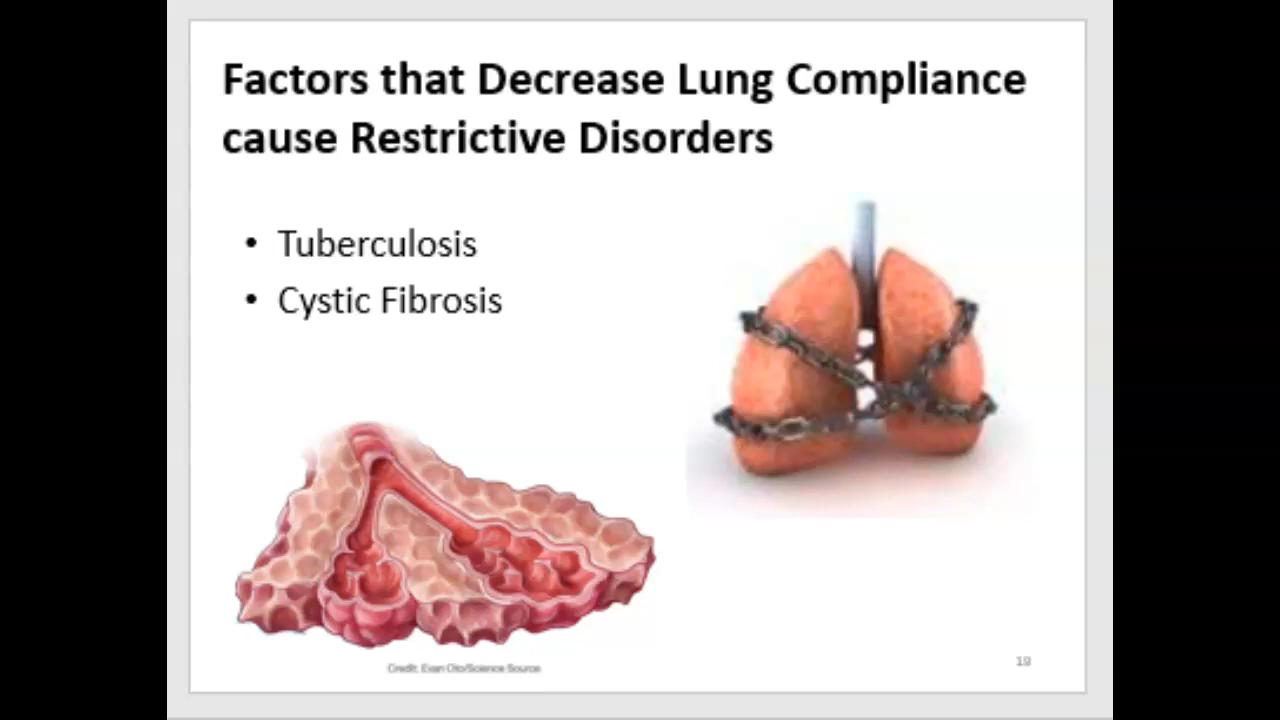 Factors that Decrease Lung Compliance
cause Restrictive Disorders
• Tuberculosis
• Cystic Fibrosis
Credit: Evan Oto/Science Source
19